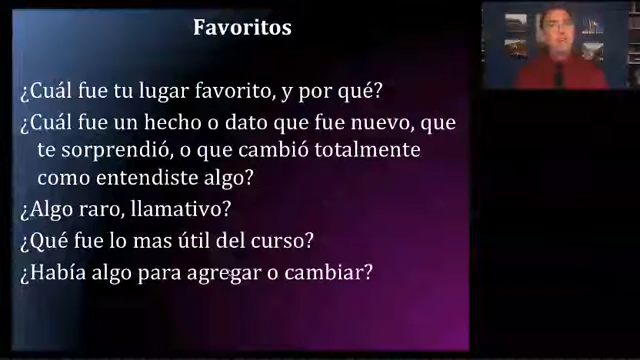 Favoritos
¿Cuál fue tu lugar favorito, y por qué?
¿Cuál fue un hecho o dato que fue nuevo, que
te sorprendió, o que cambió totalmente
como entendiste algo?
¿Algo raro, llamativo?
¿Qué fue lo mas útil del curso?
¿Había algo para agregar o cambiar?